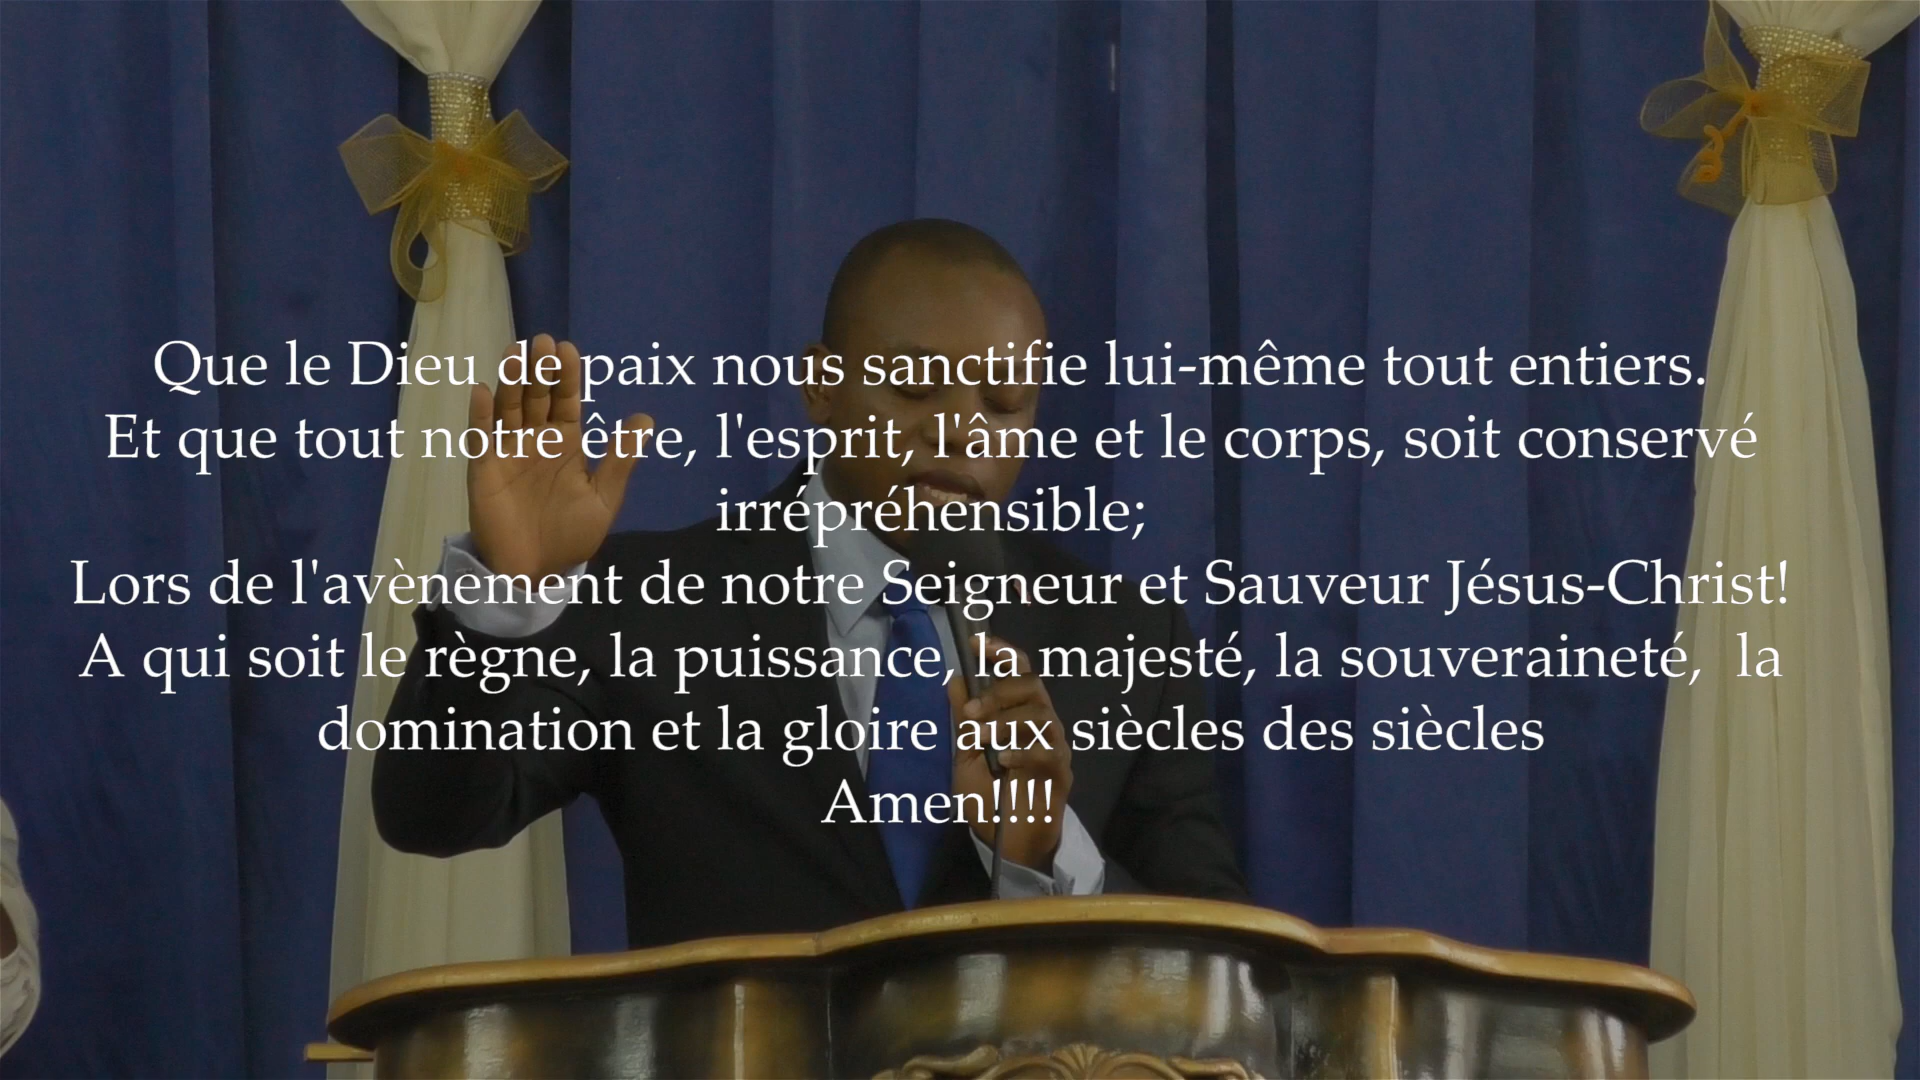 Que le Dieu de paix nous sanctifie lui-même tout entiers.
Et que tout notre être, l'esprit, l'âme et le corps, soit conservé
irrépréhensible;
Lors de l'avènement de notre Seigneur et Sauveur Jésus-Christ!
A qui soit le règne, la puissance, la majesté, la souveraineté,  la
domination et la gloire aux siècles des siècles
Amen!!!!